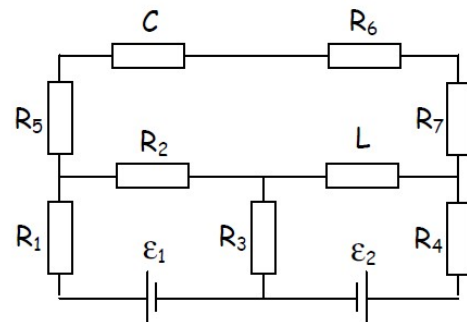 C R₆
R₅ R₂ L R₇
R₁ ε₁ R₃ ε₂ R₄